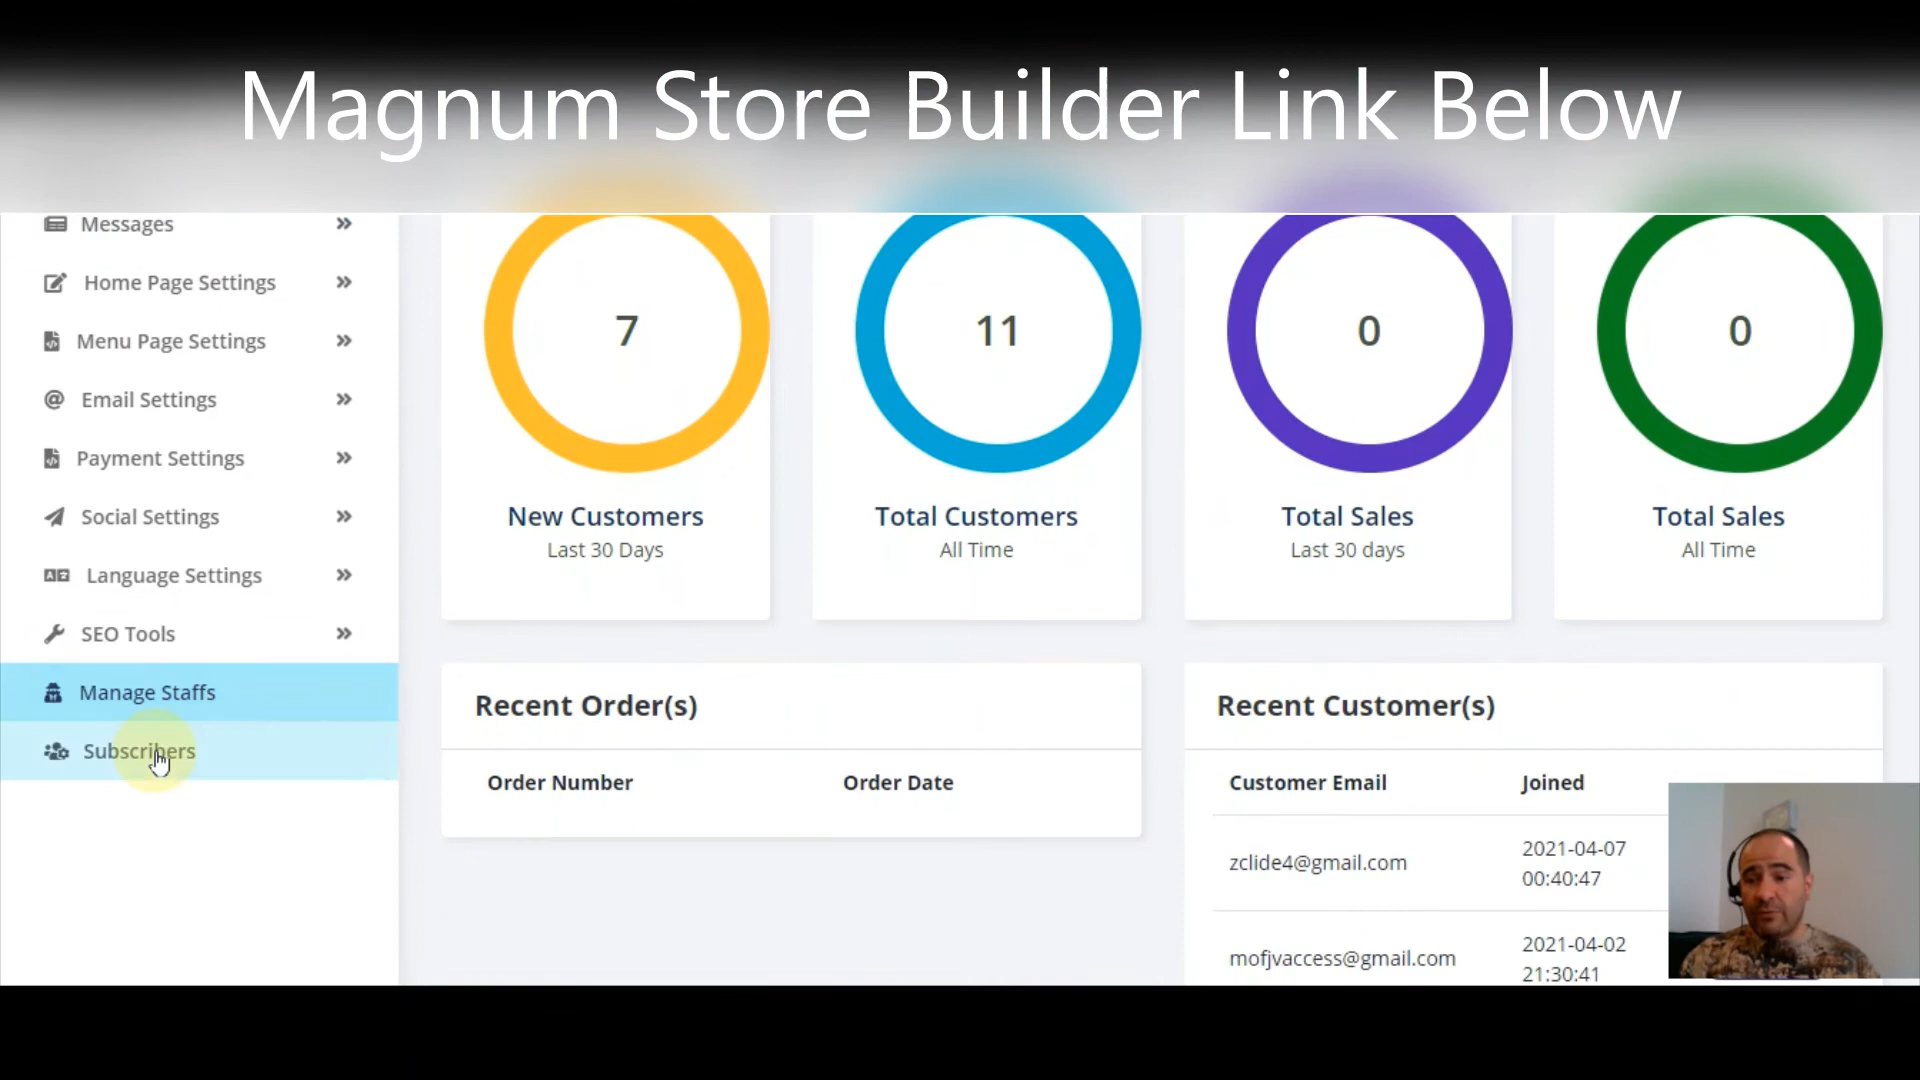 Magnum Store Builder Link Below
Messages
Home Page Settings
Menu Page Settings
Email Settings
Payment Settings
Social Settings
Language Settings
SEO Tools
Manage Staffs
Subscribers
7
New Customers
Last 30 Days
11
Total Customers
All Time
0
Total Sales
Last 30 days
0
Total Sales
All Time
Recent Order(s)
Order Number Order Date
Recent Customer(s)
Customer Email Joined
zclide4@gmail.com 2021-04-07
00:40:47
mofjvaccess@gmail.com 2021-04-02
21:30:41